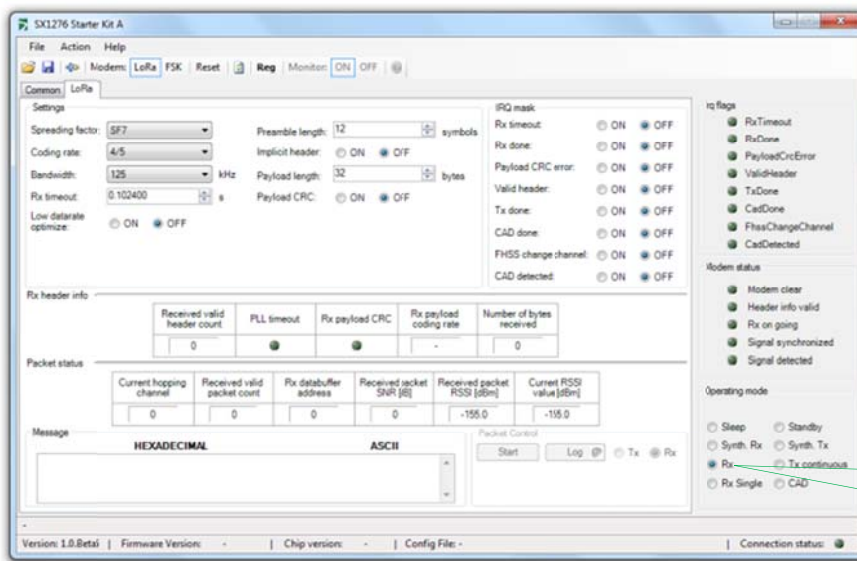 SX1276 Starter Kit A
File Action Help
Modem: LoRa FSK Reset Reg Monitor: ON OFF
Common LoRa
Settings
Spreading factor: SF7
Coding rate: 4/5
Bandwidth: 125 kHz
Rx timeout: 0.102400 s
Low datarate
optimize: ON OFF
Preamble length: 12 symbols
Implicit header: ON OFF
Payload length: 32 bytes
Payload CRC: ON OFF
IRQ mask
Rx timeout: ON OFF
Rx done: ON OFF
Payload CRC error: ON OFF
Valid header: ON OFF
Tx done: ON OFF
CAD done: ON OFF
FHSS change channel: ON OFF
CAD detected: ON OFF
Irq flags
RxTimeout
RxDone
PayloadCrcError
ValidHeader
TxDone
CadDone
FhssChangeChannel
CadDetected
Modem status
Modem clear
Header info valid
Rx on going
Signal synchronized
Signal detected
Rx header info
Received valid
header count
PLL timeout
Rx payload CRC
Rx payload
coding rate
Number of bytes
received
0 - 0
Packet status
Current hopping
channel
Received valid
packet count
Rx databuffer
address
Received packet
SNR [dB]
Received packet
RSSI [dBm]
Current RSSI
value [dBm]
0 0 0 0 -155.0
Message
HEXADECIMAL ASCII
Packet Control
Start Log Tx Rx
Operating mode
Sleep Standby
Synth. Rx Synth. Tx
Rx Tx continuous
Rx Single CAD
-
Version: 1.0.Beta | Firmware Version: - | Chip version: - | Config File: - | Connection status: